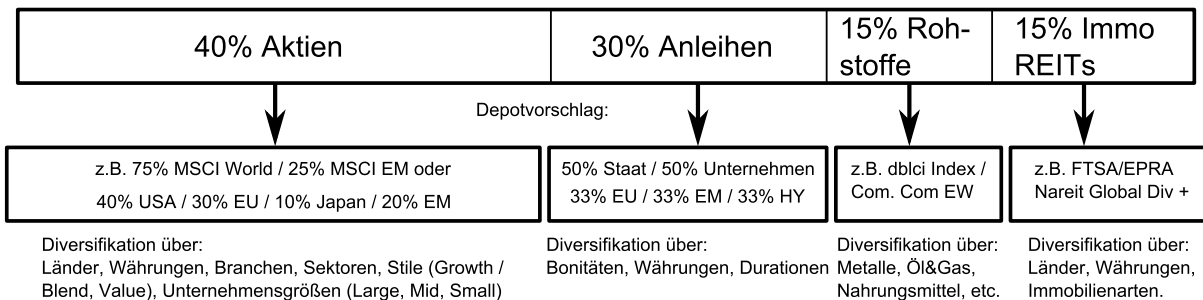 40% Aktien
30% Anleihen
15% Roh-
stoffe
15% Immo
REITs
Depotvorschlag:
z.B. 75% MSCI World / 25% MSCI EM oder
40% USA / 30% EU / 10% Japan / 20% EM
50% Staat / 50% Unternehmen
33% EU / 33% EM / 33% HY
z.B. dblci Index /
Com. Com EW
z.B. FTSA/EPRA
Nareit Global Div +
Diversifikation über:
Länder, Währungen, Branchen, Sektoren, Stile (Growth /
Blend, Value), Unternehmensgrößen (Large, Mid, Small)
Diversifikation über:
Bonitäten, Währungen, Durationen
Diversifikation über:
Metalle, Öl&Gas,
Nahrungsmittel, etc.
Diversifikation über:
Länder, Währungen,
Immobilienarten.